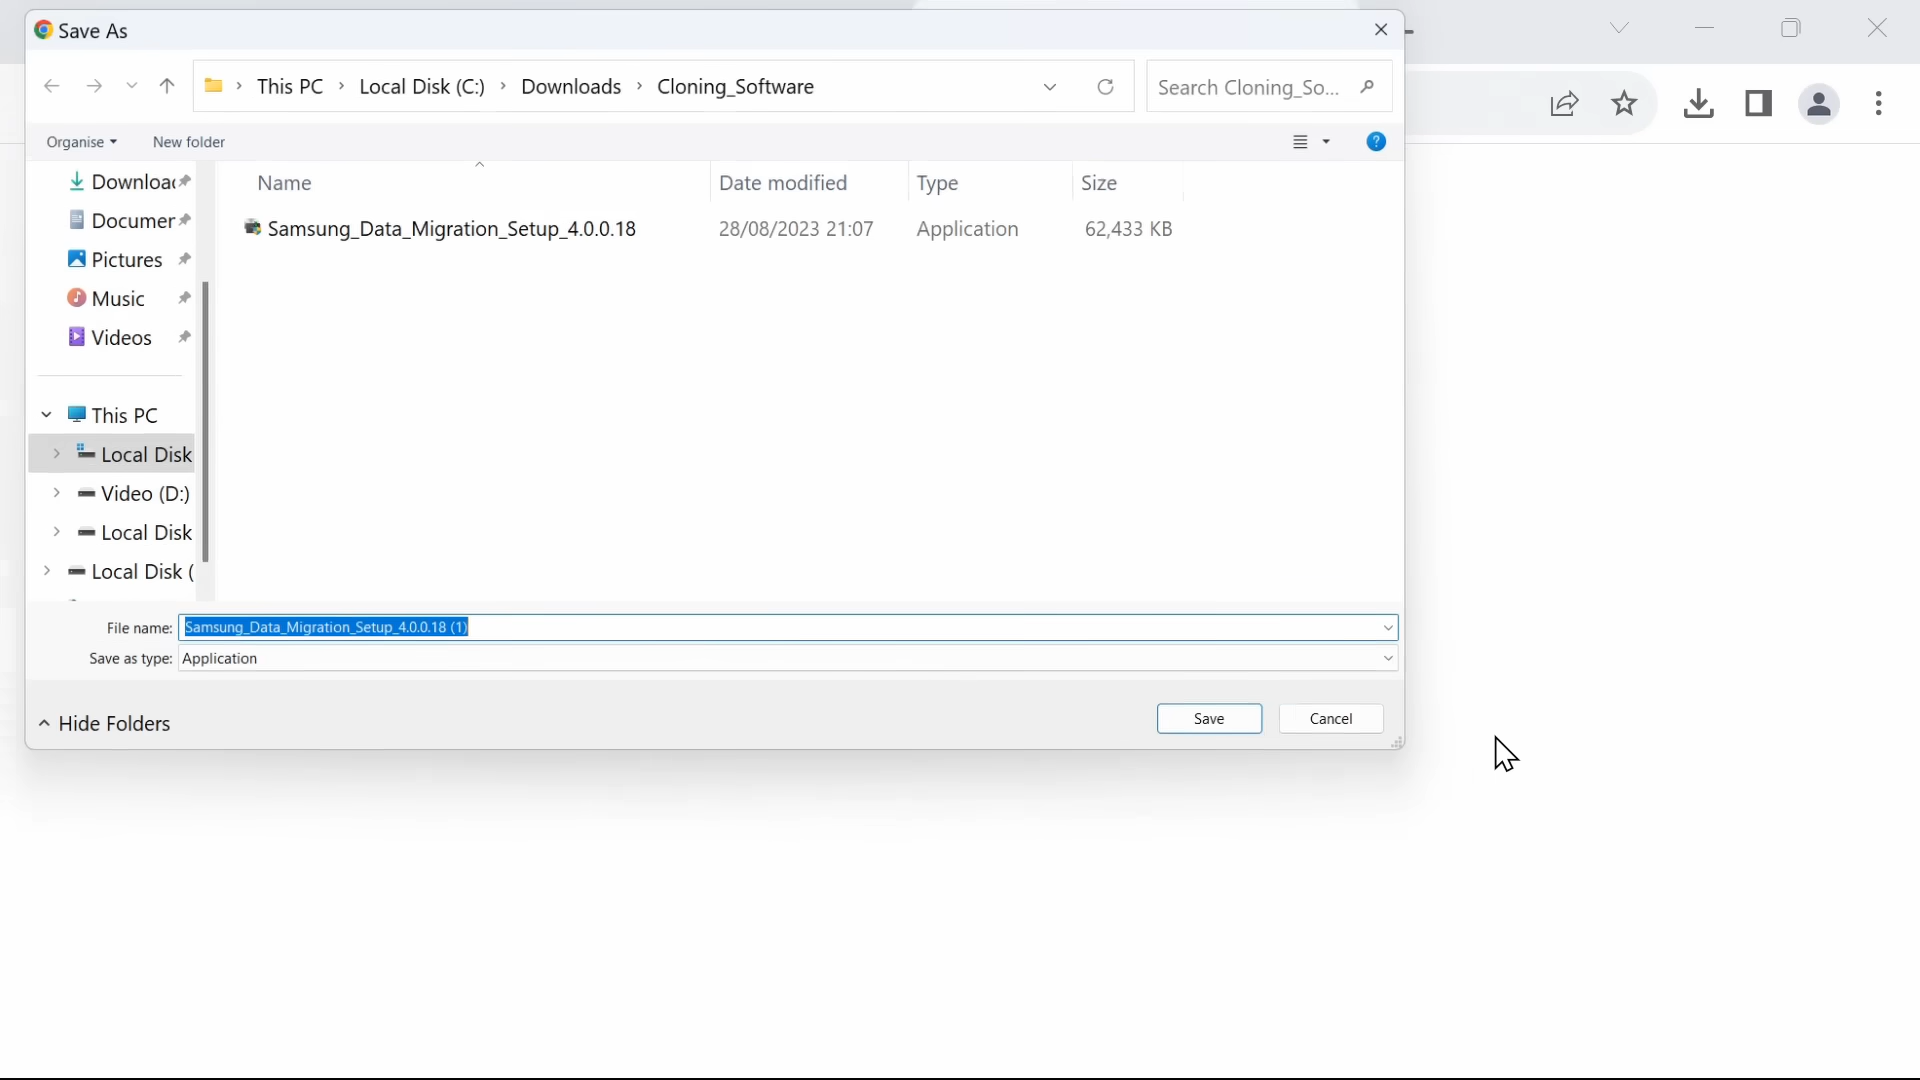 Save As
This PC > Local Disk (C:) > Downloads > Cloning_Software
Search Cloning_So...
Organise
New folder
Name
Date modified
Type
Size
Samsung_Data_Migration_Setup_4.0.0.18
28/08/2023 21:07
Application
62,433 KB
Downloa
Documer
Pictures
Music
Videos
This PC
Local Disk
Video (D:)
Local Disk
Local Disk (
File name: Samsung_Data_Migration_Setup_4.0.0.18 (1)
Save as type: Application
Hide Folders
Save
Cancel